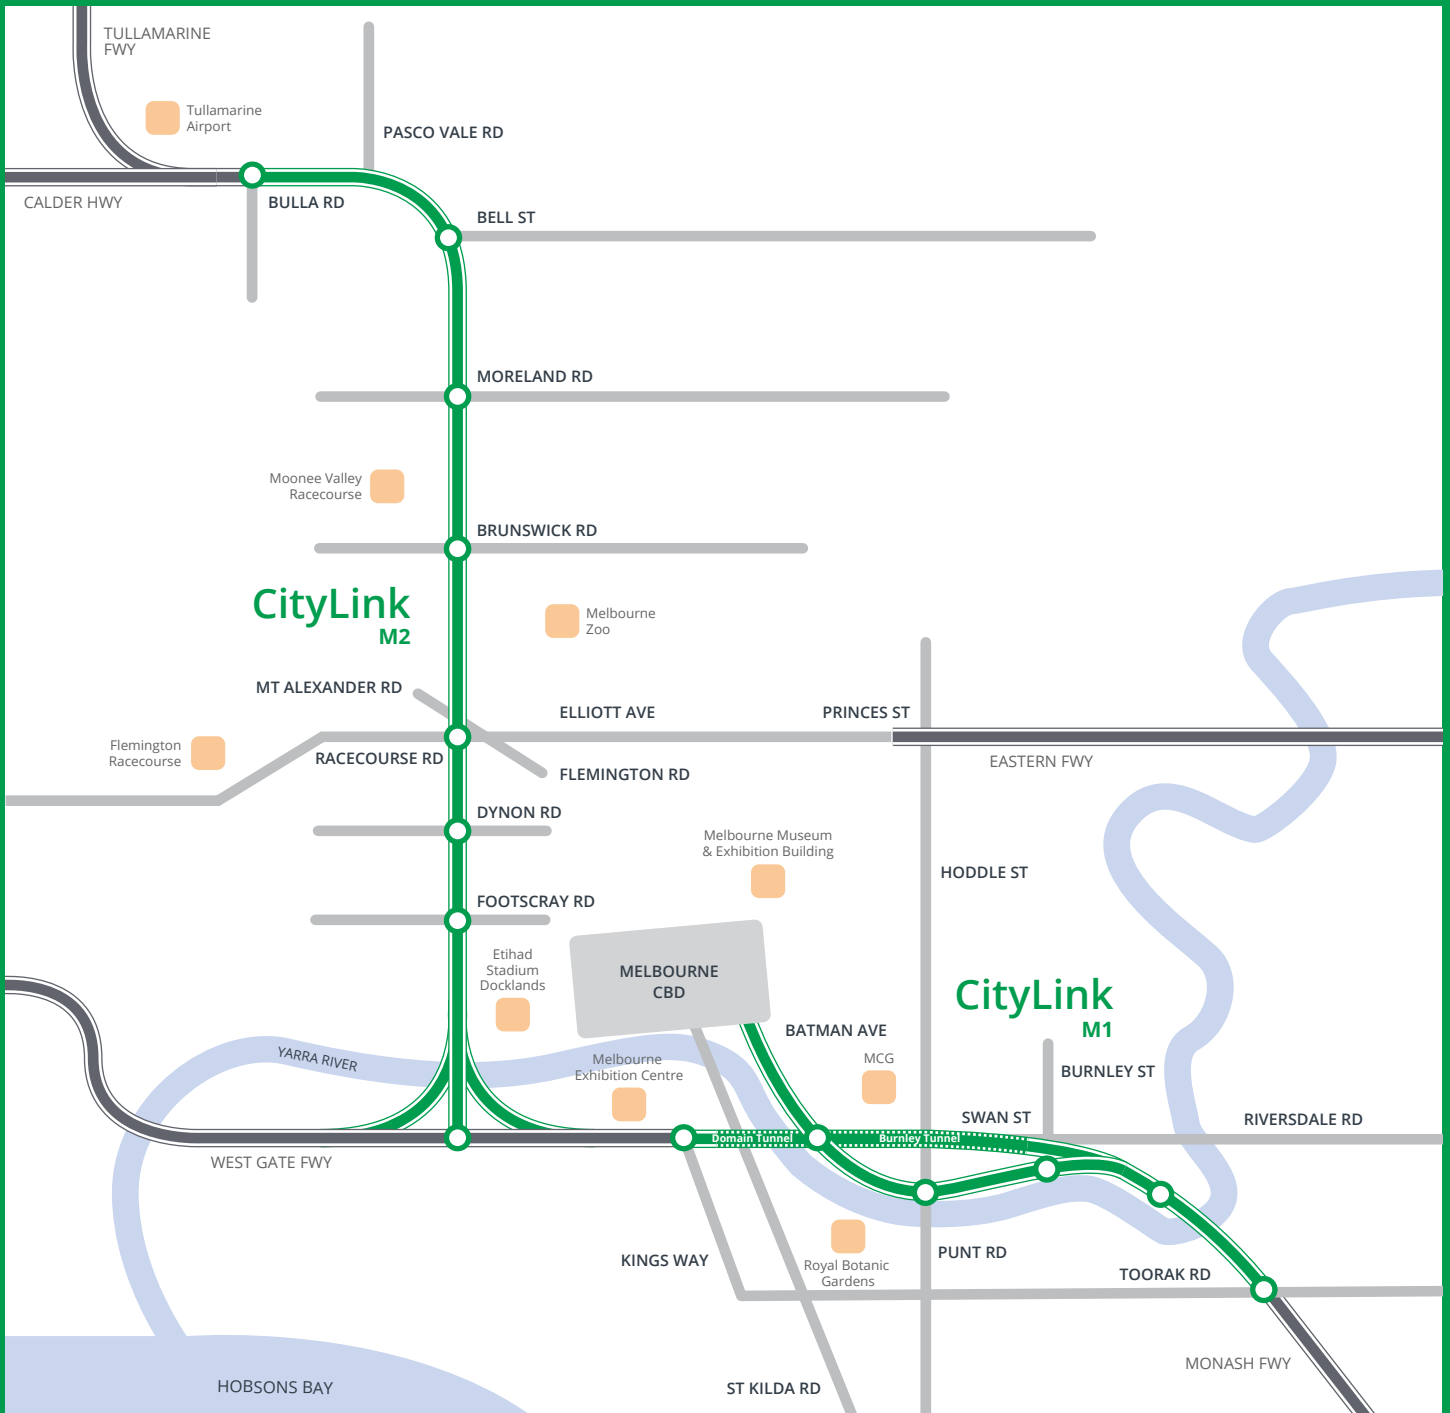 TULLAMARINE
FWY
Tullamarine
Airport
PASCO VALE RD
CALDER HWY
BULLA RD
BELL ST
MORELAND RD
Moonee Valley
Racecourse
BRUNSWICK RD
CityLink
M2
Melbourne
Zoo
MT ALEXANDER RD
ELLIOTT AVE
PRINCES ST
Flemington
Racecourse
RACECOURSE RD
FLEMINGTON RD
EASTERN FWY
DYNON RD
Melbourne Museum
& Exhibition Building
HODDLE ST
FOOTSCRAY RD
Etihad
Stadium
Docklands
MELBOURNE
CBD
CityLink
M1
BATMAN AVE
YARRA RIVER
Melbourne
Exhibition Centre
MCG
BURNLEY ST
SWAN ST
RIVERSDALE RD
Domain Tunnel
Burnley Tunnel
WEST GATE FWY
KINGS WAY
Royal Botanic
Gardens
PUNT RD
TOORAK RD
MONASH FWY
HOBSONS BAY
ST KILDA RD